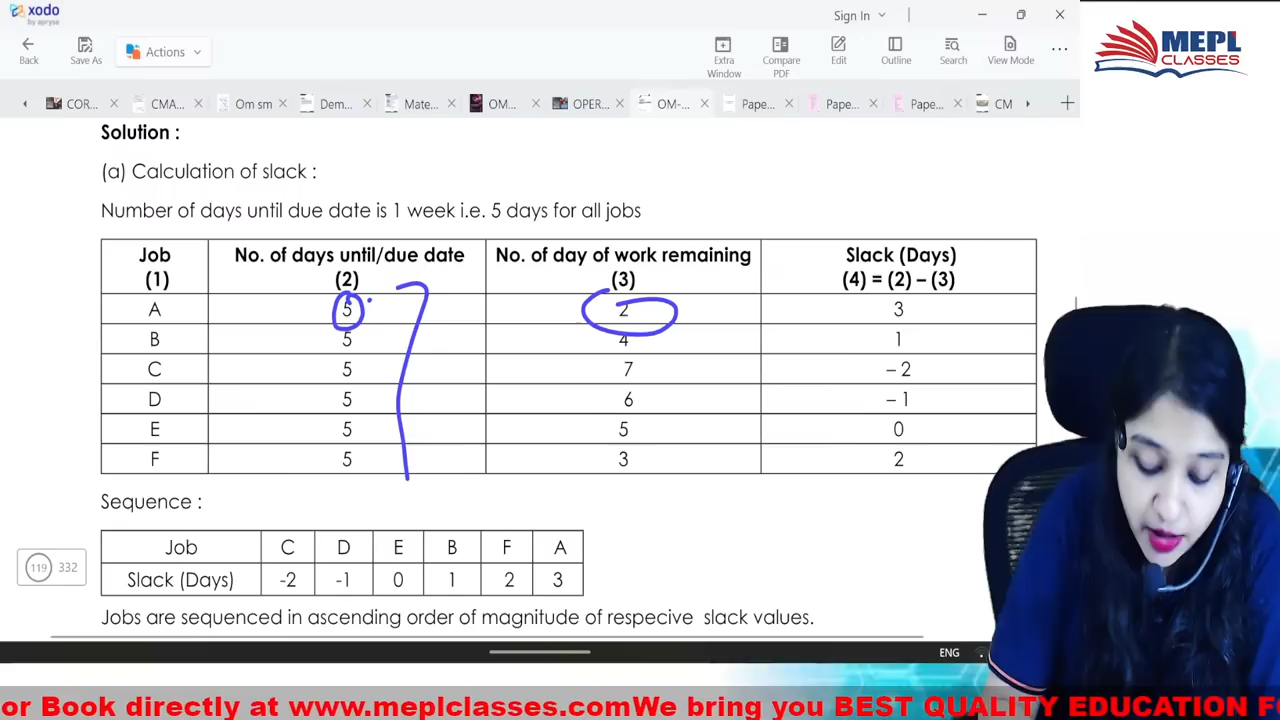 xodo
by apryse
Sign In
Back
Save As
Actions
Extra Window
Compare PDF
Edit
Outline
Search
View Mode
MEPL
CLASSES
COR...
CMA...
Om sm
Dem...
Mate...
OM...
OPER...
OM-...
Pape...
Pape...
Pape...
CM
Solution :
(a) Calculation of slack :
Number of days until due date is 1 week i.e. 5 days for all jobs
Job (1) No. of days until/due date (2) No. of day of work remaining (3) Slack (Days) (4) = (2) – (3)
A 5 2 3
B 5 4 1
C 5 7 – 2
D 5 6 – 1
E 5 5 0
F 5 3 2
Sequence :
Job C D E B F A
Slack (Days) -2 -1 0 1 2 3
119 332
Jobs are sequenced in ascending order of magnitude of respecive slack values.
ENG
or Book directly at www.meplclasses.comWe bring you BEST QUALITY EDUCATION F